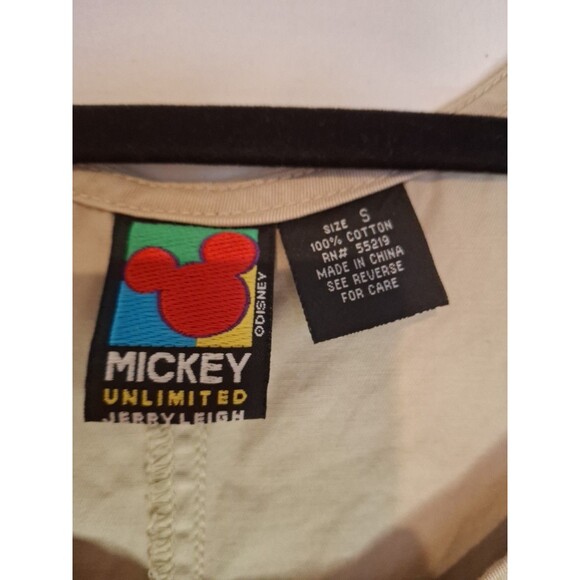 ©DISNEY
MICKEY
UNLIMITED
JERRY LEIGH
SIZE S
100% COTTON
RN# 55219
MADE IN CHINA
SEE REVERSE
FOR CARE